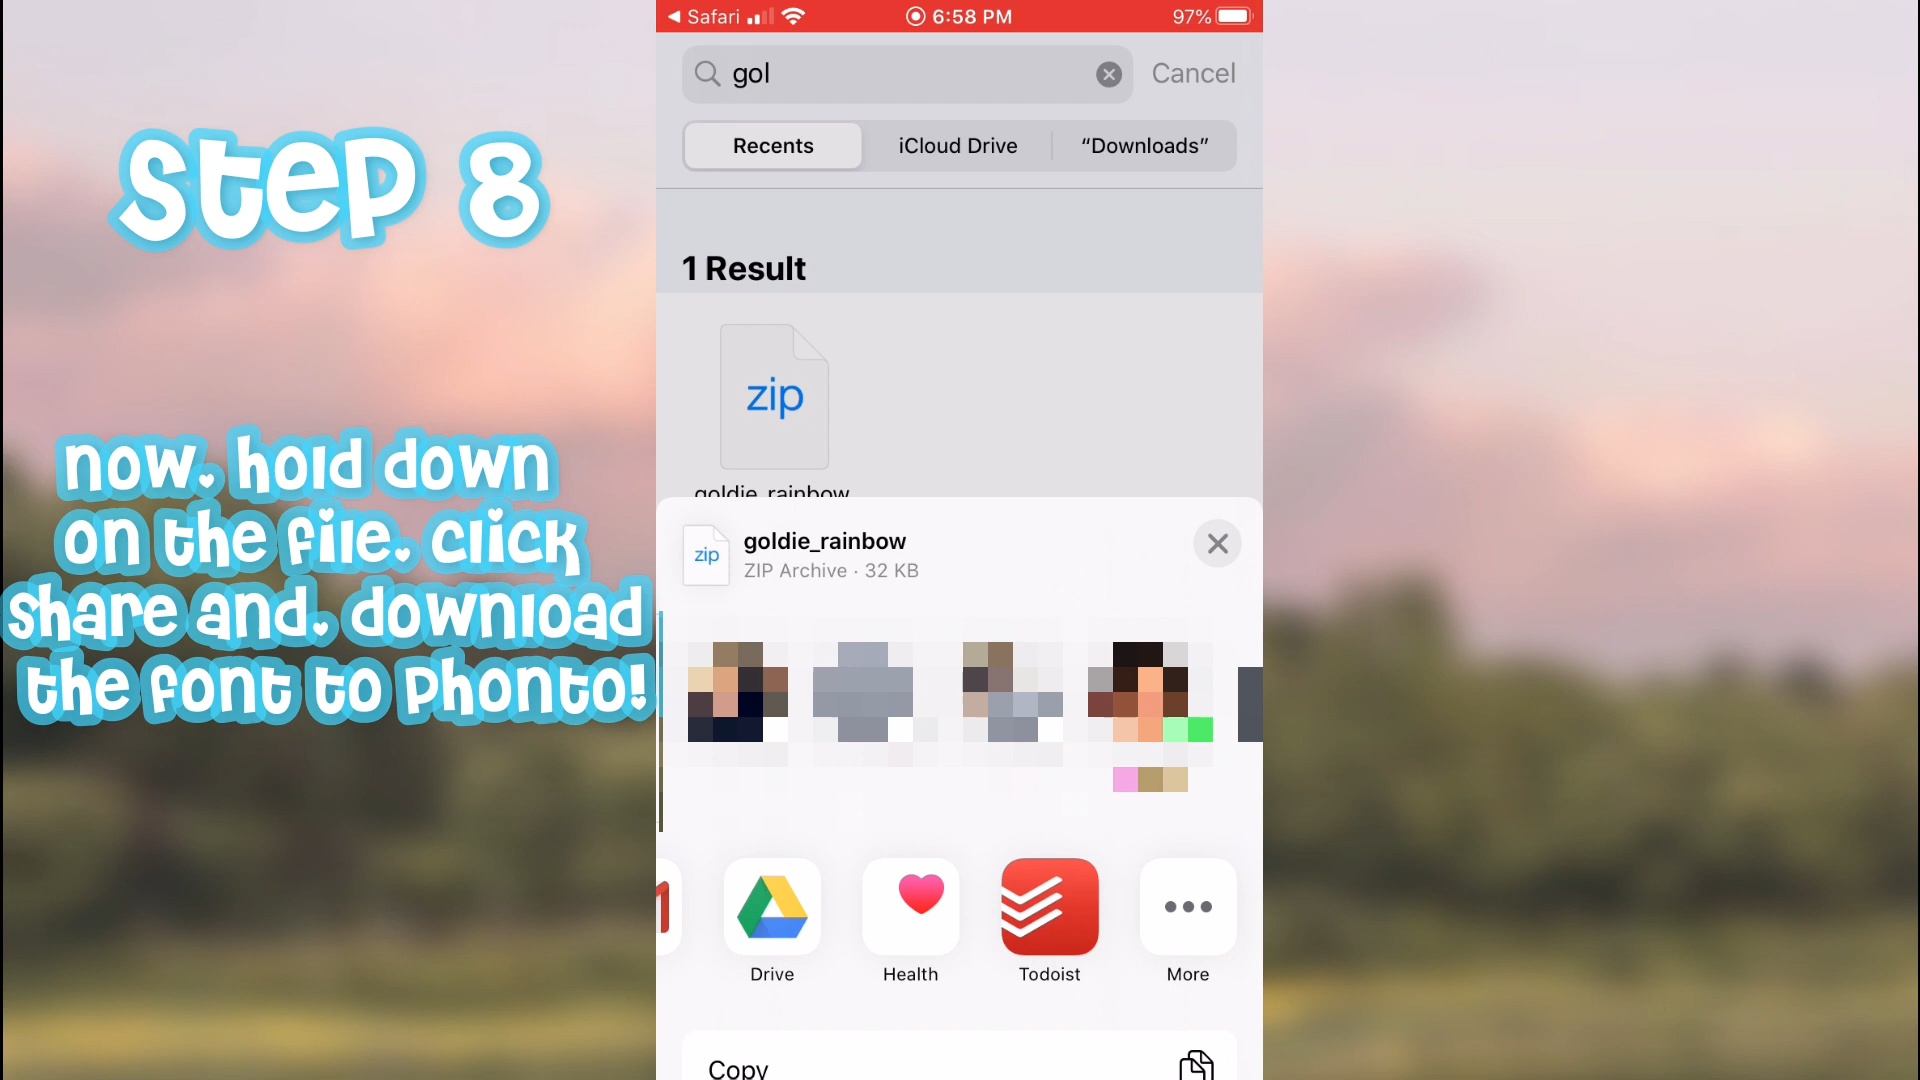 Step 8
now, hold down
on the file, click
share and, download
the font to phonto!
Safari
6:58 PM
97%
gol
Cancel
Recents
iCloud Drive
“Downloads”
1 Result
zip
goldie_rainbow
zip
goldie_rainbow
ZIP Archive · 32 KB
Drive
Health
Todoist
More
Copy